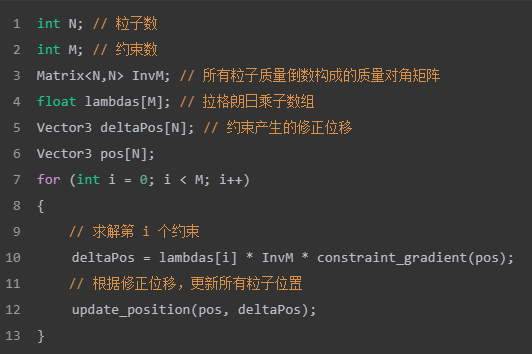 1 int N; // 粒子数
2 int M; // 约束数
3 Matrix<N,N> InvM; // 所有粒子质量倒数构成的质量对角矩阵
4 float lambdas[M]; // 拉格朗日乘子数组
5 Vector3 deltaPos[N]; // 约束产生的修正位移
6 Vector3 pos[N];
7 for (int i = 0; i < M; i++)
8 {
9 // 求解第 i 个约束
10 deltaPos = lambdas[i] * InvM * constraint_gradient(pos);
11 // 根据修正位移，更新所有粒子位置
12 update_position(pos, deltaPos);
13 }